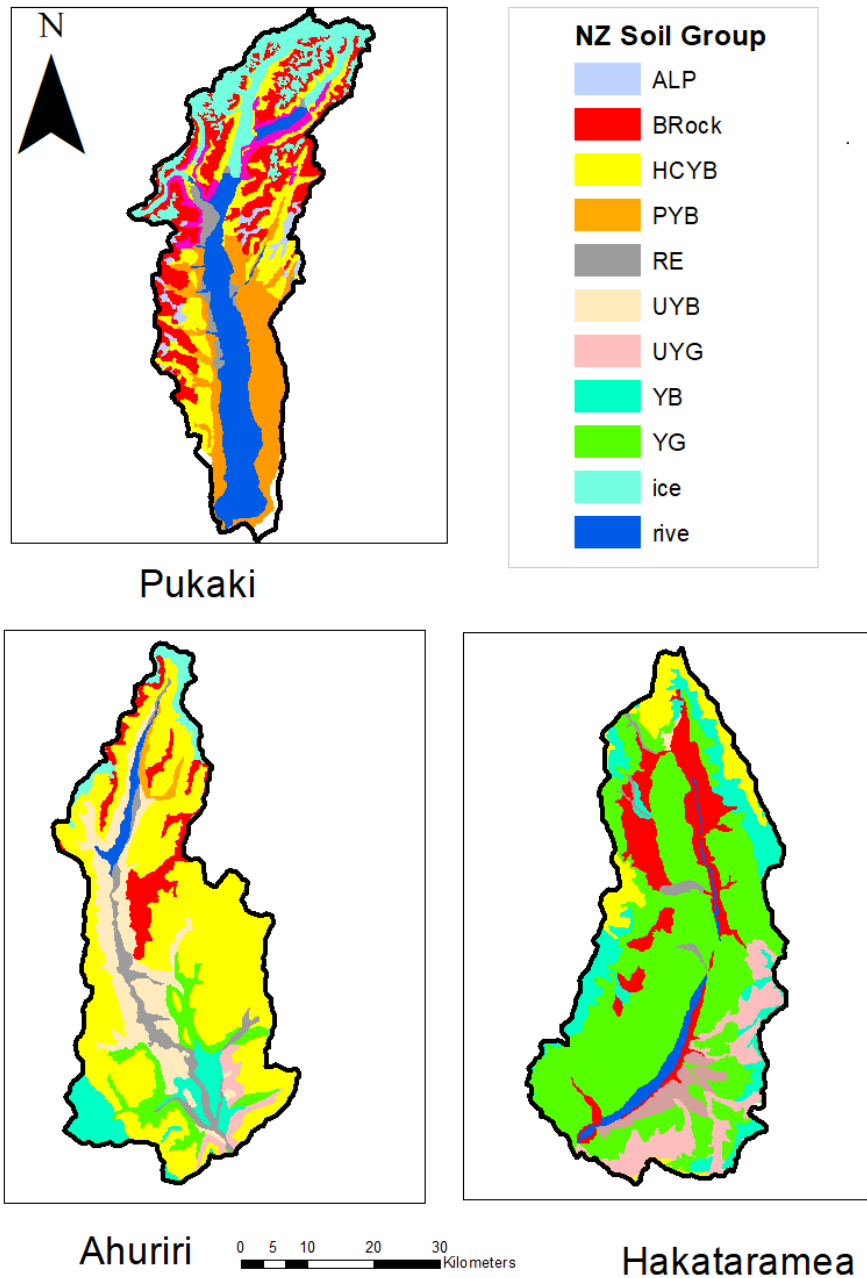 N
NZ Soil Group
ALP
BRock
HCYB
PYB
RE
UYB
UYG
YB
YG
ice
rive
Pukaki
Ahuriri
0 5 10 20 30
Kilometers
Hakataramea